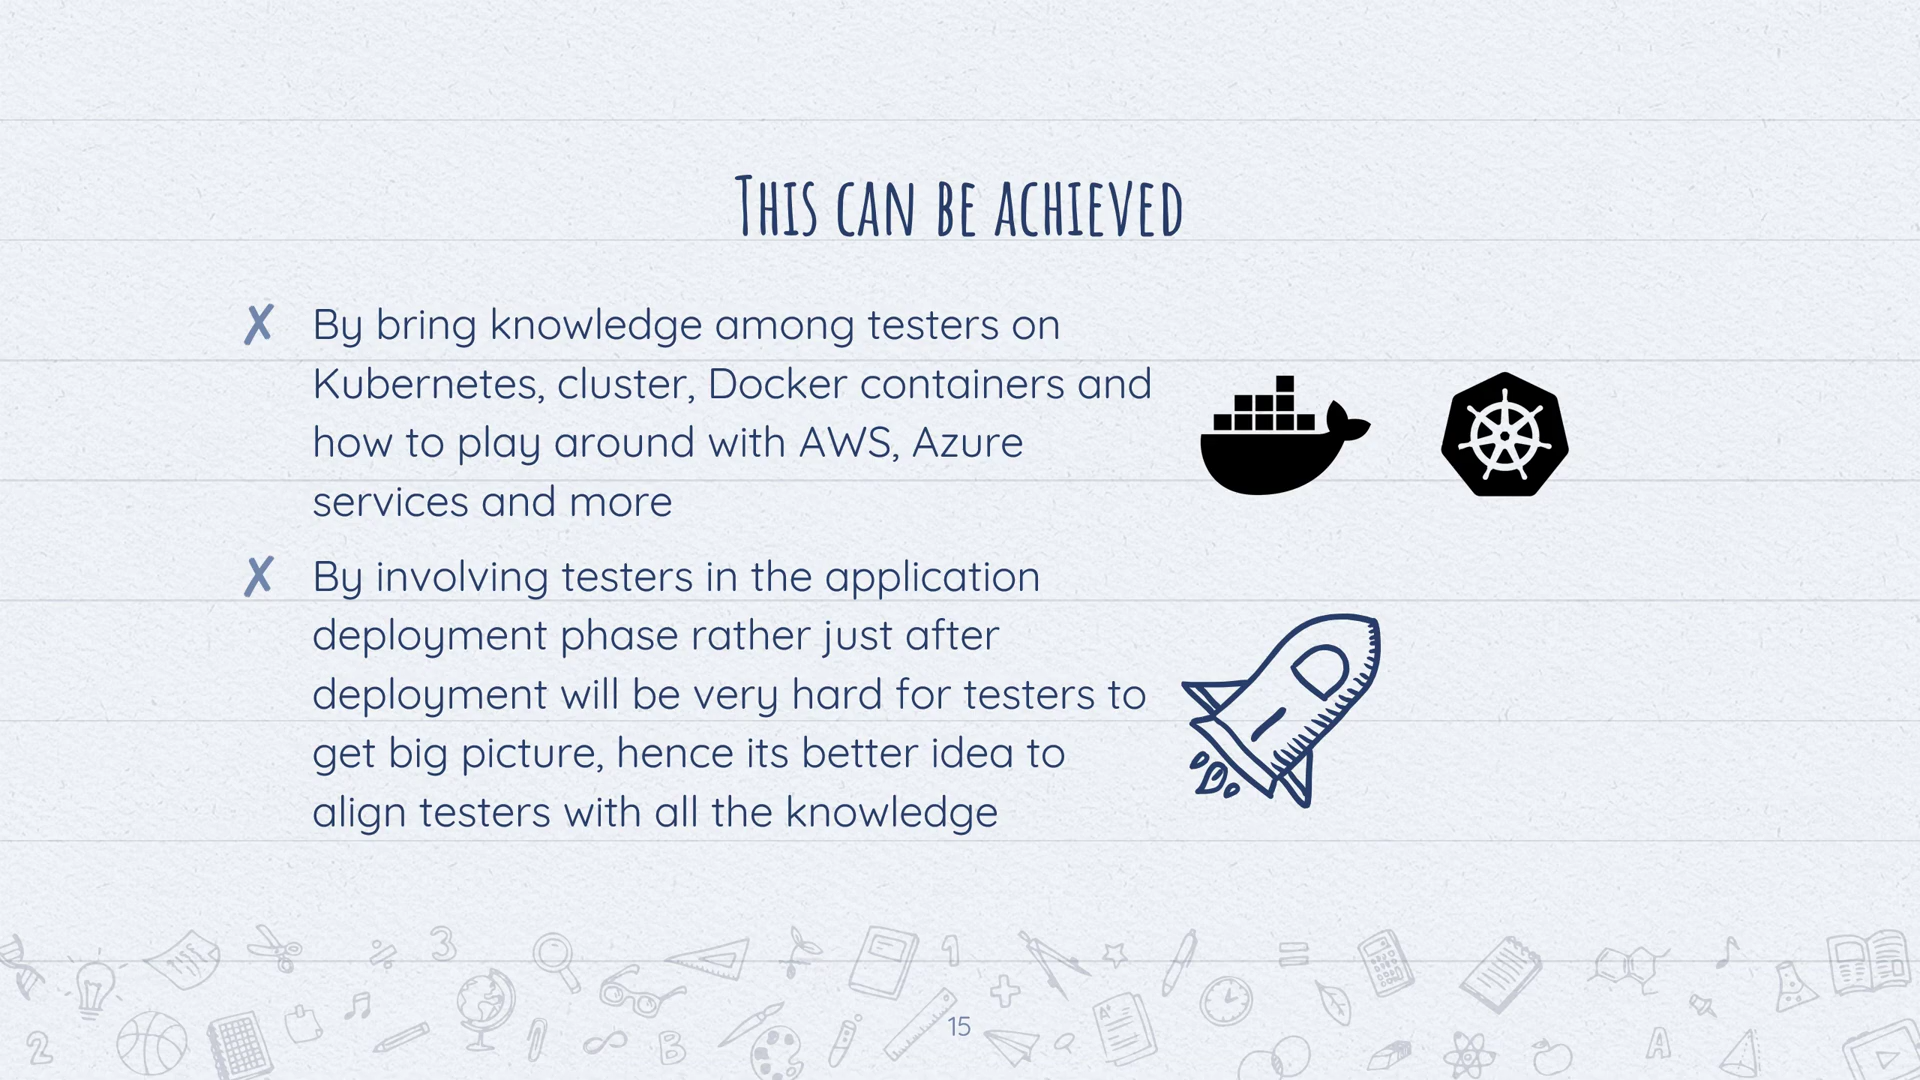 This can be achieved
✗ By bring knowledge among testers on
Kubernetes, cluster, Docker containers and
how to play around with AWS, Azure
services and more
✗ By involving testers in the application
deployment phase rather just after
deployment will be very hard for testers to
get big picture, hence its better idea to
align testers with all the knowledge
3
1
2
B
15
A+
A